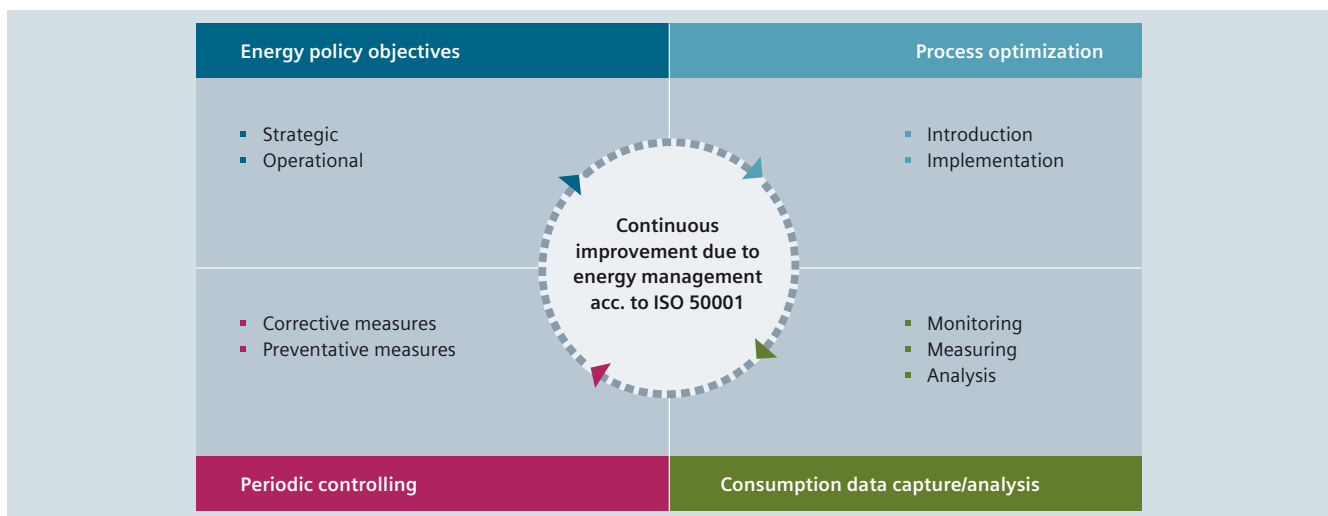 Energy policy objectives
Process optimization
Strategic
Operational
Introduction
Implementation
Continuous
improvement due to
energy management
acc. to ISO 50001
Corrective measures
Preventative measures
Monitoring
Measuring
Analysis
Periodic controlling
Consumption data capture/analysis